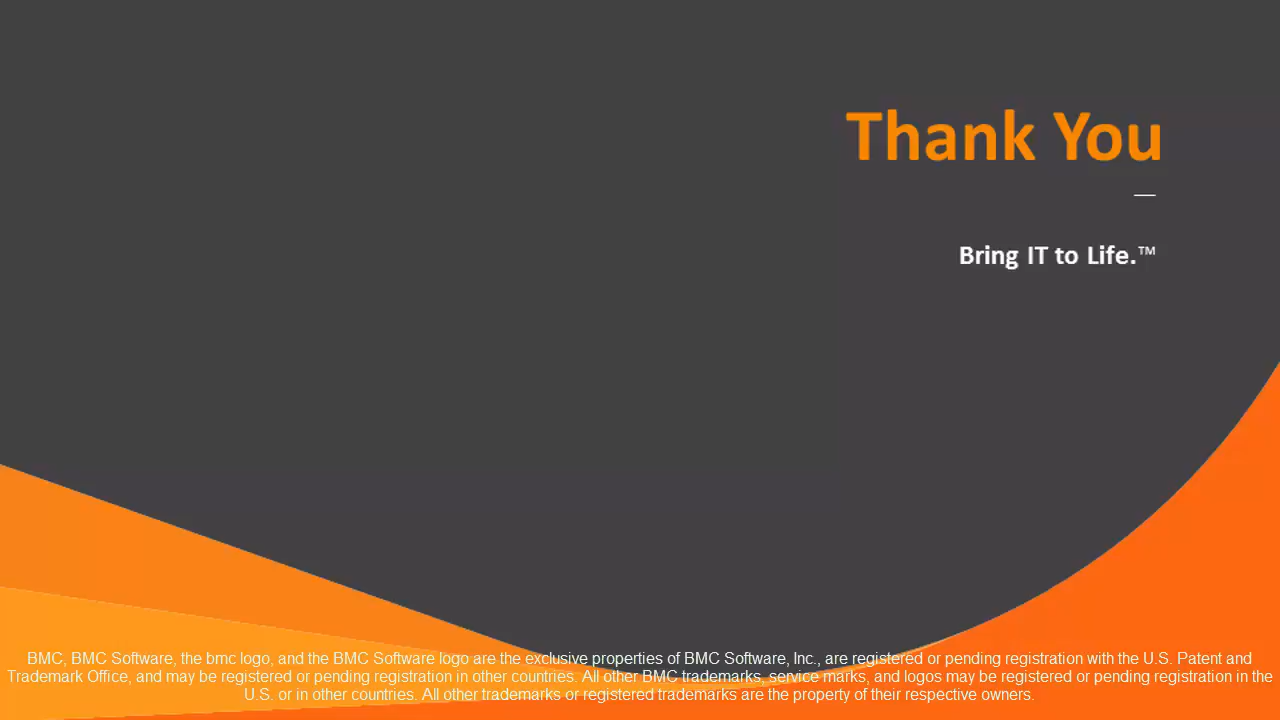 Thank You
—
Bring IT to Life.™
BMC, BMC Software, the bmc logo, and the BMC Software logo are the exclusive properties of BMC Software, Inc., are registered or pending registration with the U.S. Patent and
Trademark Office, and may be registered or pending registration in other countries. All other BMC trademarks, service marks, and logos may be registered or pending registration in the
U.S. or in other countries. All other trademarks or registered trademarks are the property of their respective owners.